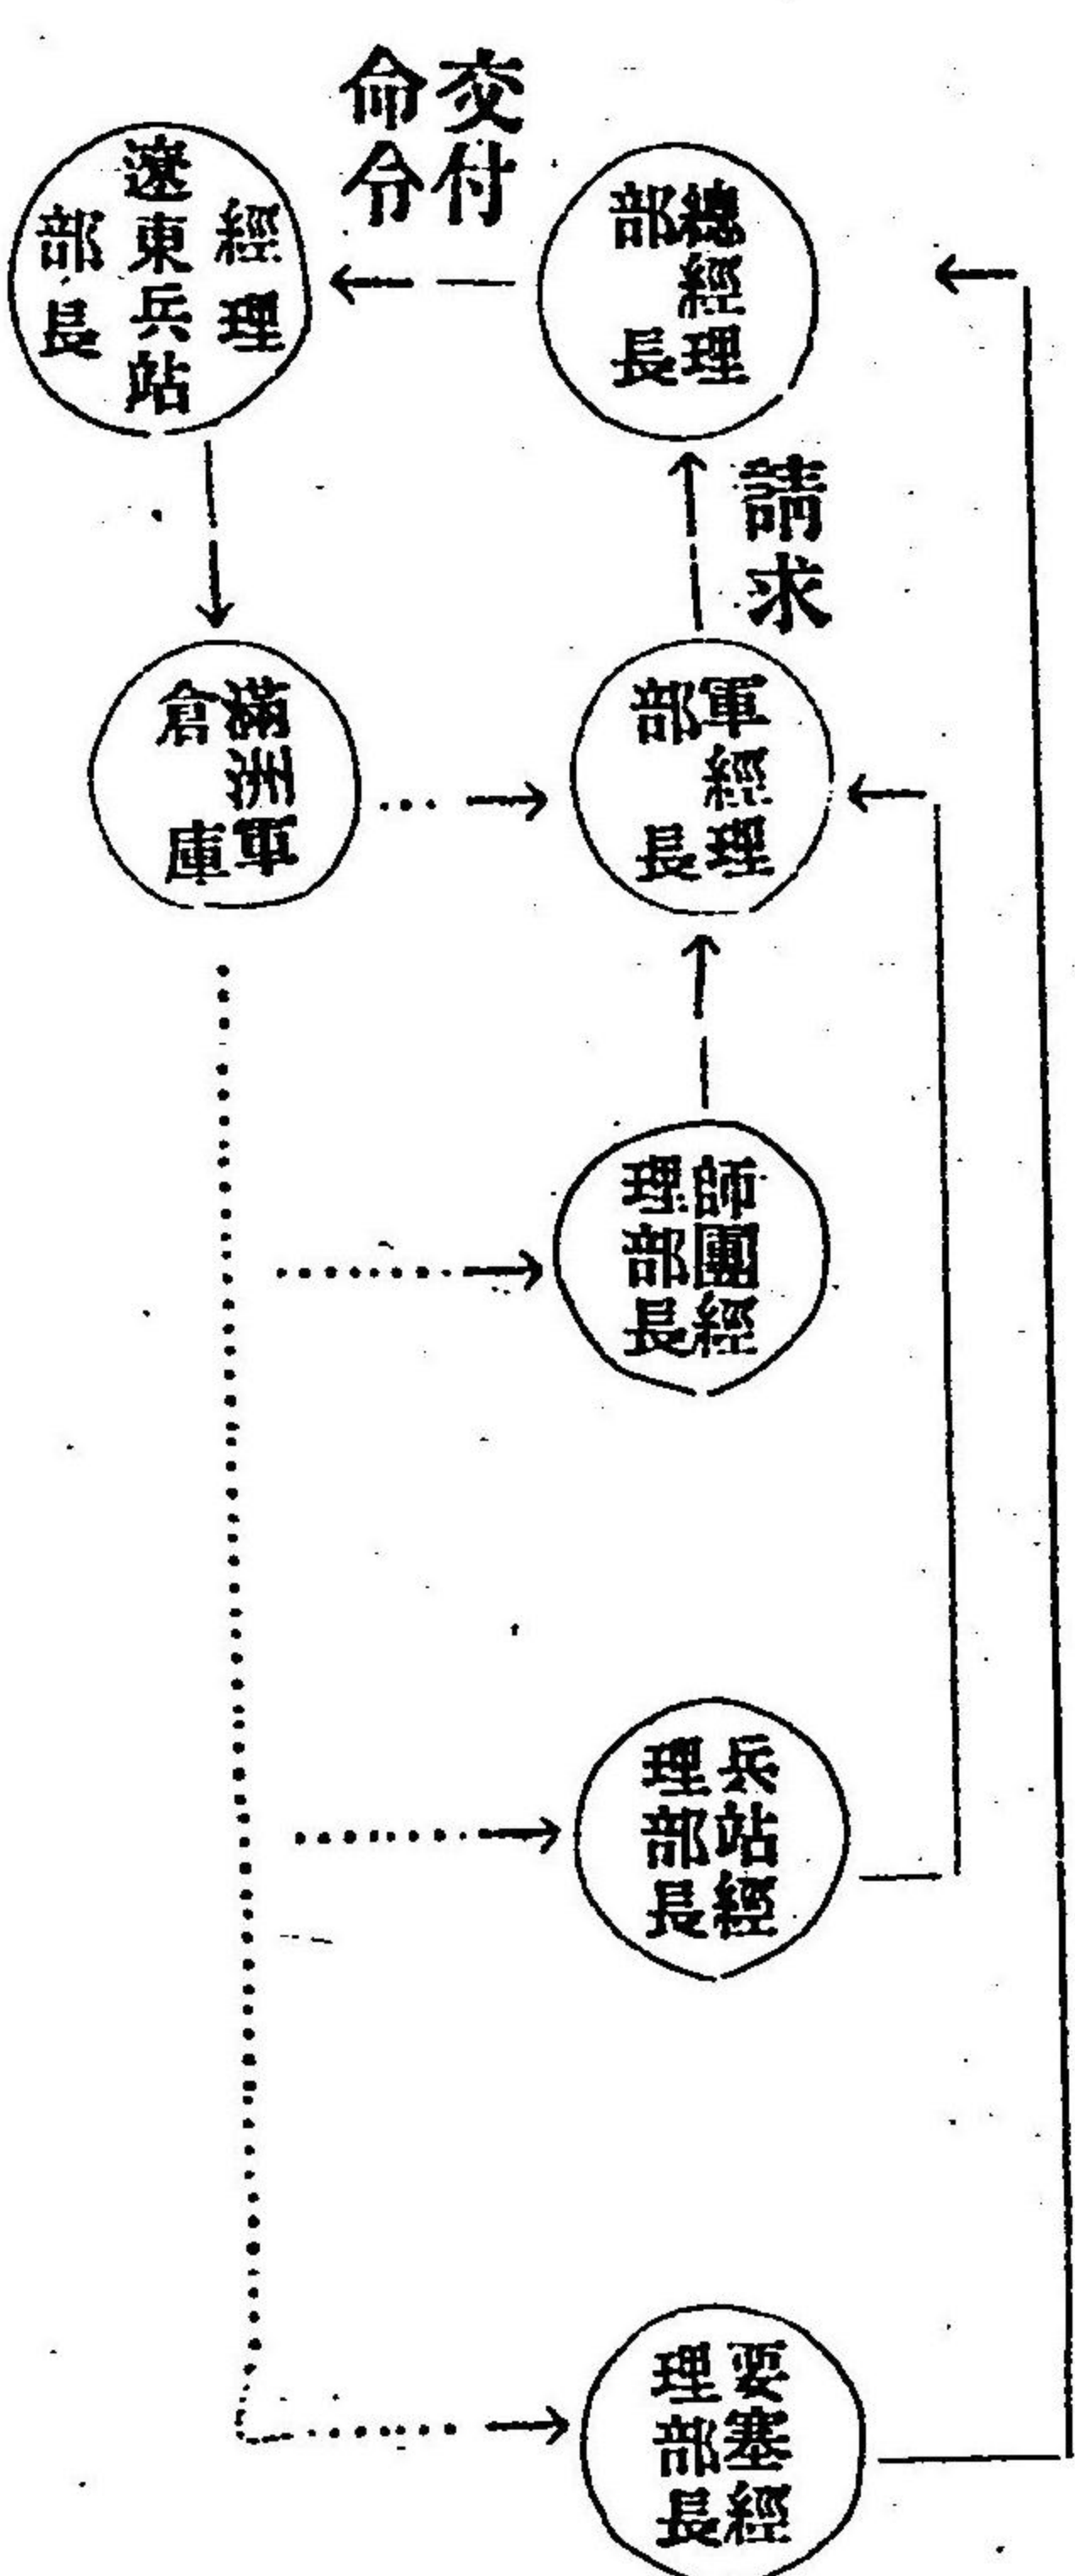 交付
命令
總經理
部長
經理
遼東兵站
部長
請求
軍經理
部長
滿洲軍
倉庫
師團經
理部長
兵站經
理部長
要塞經
理部長